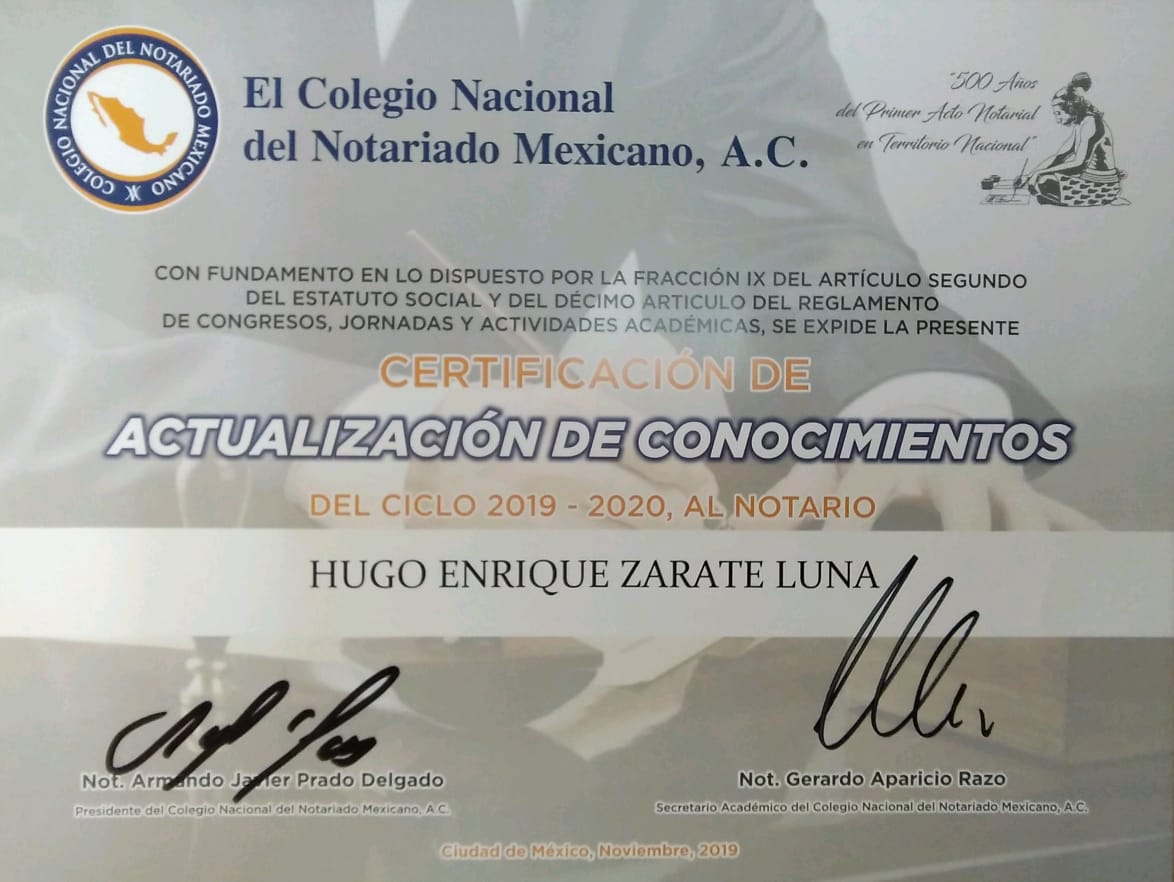 COLEGIO NACIONAL DEL NOTARIADO MEXICANO
El Colegio Nacional
del Notariado Mexicano, A.C.
"500 Años
del Primer Acto Notarial
en Territorio Nacional"
CON FUNDAMENTO EN LO DISPUESTO POR LA FRACCIÓN IX DEL ARTÍCULO SEGUNDO
DEL ESTATUTO SOCIAL Y DEL DÉCIMO ARTICULO DEL REGLAMENTO
DE CONGRESOS, JORNADAS Y ACTIVIDADES ACADÉMICAS, SE EXPIDE LA PRESENTE
CERTIFICACIÓN DE
ACTUALIZACIÓN DE CONOCIMIENTOS
DEL CICLO 2019 - 2020, AL NOTARIO
HUGO ENRIQUE ZARATE LUNA
Not. Armando Javier Prado Delgado
Presidente del Colegio Nacional del Notariado Mexicano, A.C.
Not. Gerardo Aparicio Razo
Secretario Académico del Colegio Nacional del Notariado Mexicano, A.C.
Ciudad de México, Noviembre, 2019